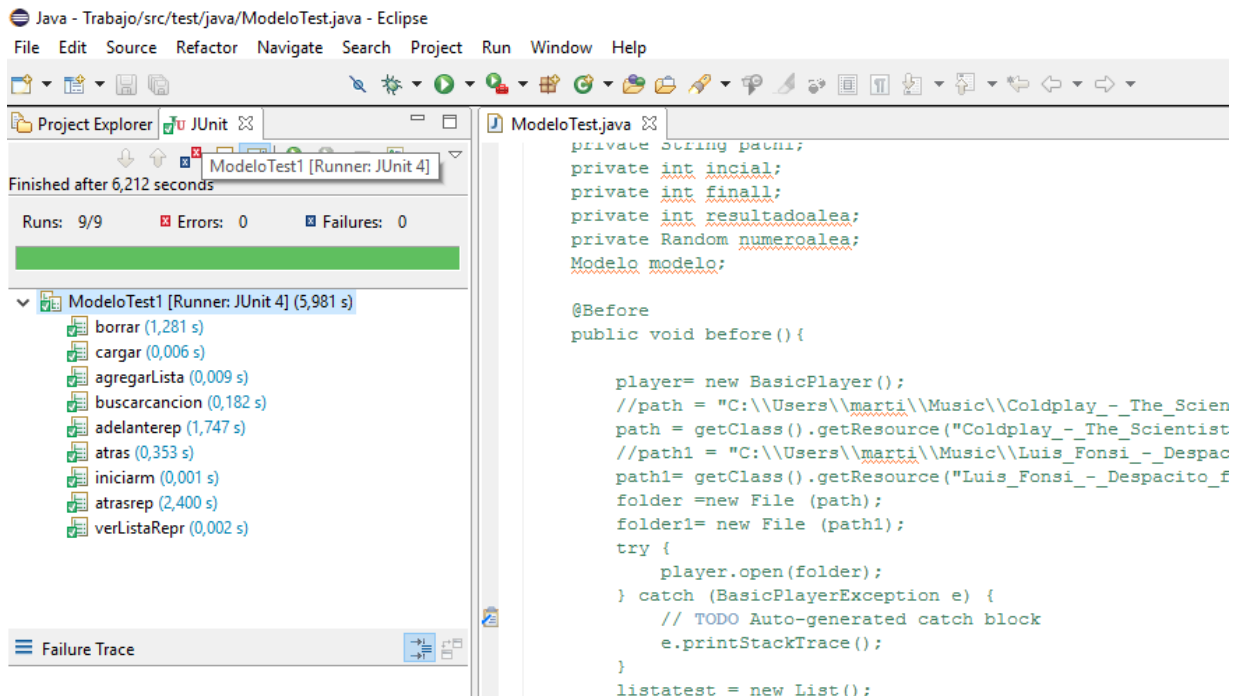 Java - Trabajo/src/test/java/ModeloTest.java - Eclipse
File Edit Source Refactor Navigate Search Project Run Window Help
Project Explorer JUnit
ModeloTest1 [Runner: JUnit 4]
Finished after 6,212 seconds
Runs: 9/9 Errors: 0 Failures: 0
ModeloTest1 [Runner: JUnit 4] (5,981 s)
borrar (1,281 s)
cargar (0,006 s)
agregarLista (0,009 s)
buscarcancion (0,182 s)
adelanterep (1,747 s)
atras (0,353 s)
iniciarm (0,001 s)
atrasrep (2,400 s)
verListaRepr (0,002 s)
Failure Trace
ModeloTest.java
private String path1;
private int incial;
private int finall;
private int resultadoalea;
private Random numeroalea;
Modelo modelo;
@Before
public void before(){
player= new BasicPlayer();
//path = "C:\\Users\\marti\\Music\\Coldplay_-_The_Scien
path = getClass().getResource("Coldplay_-_The_Scientist
//path1 = "C:\\Users\\marti\\Music\\Luis_Fonsi_-_Despac
path1= getClass().getResource("Luis_Fonsi_-_Despacito_f
folder =new File (path);
folder1= new File (path1);
try {
player.open(folder);
} catch (BasicPlayerException e) {
// TODO Auto-generated catch block
e.printStackTrace();
}
listatest = new List();